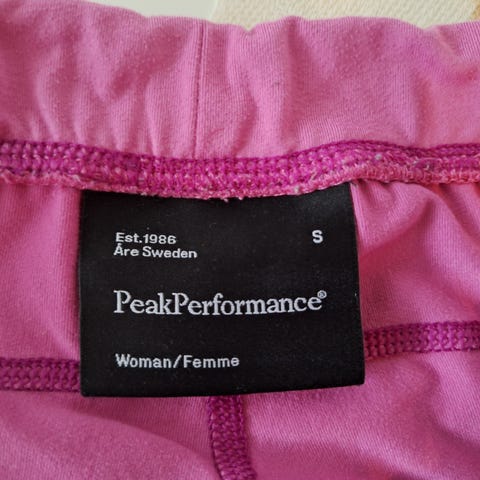 Est.1986 S
Åre Sweden
PeakPerformance®
Woman/Femme